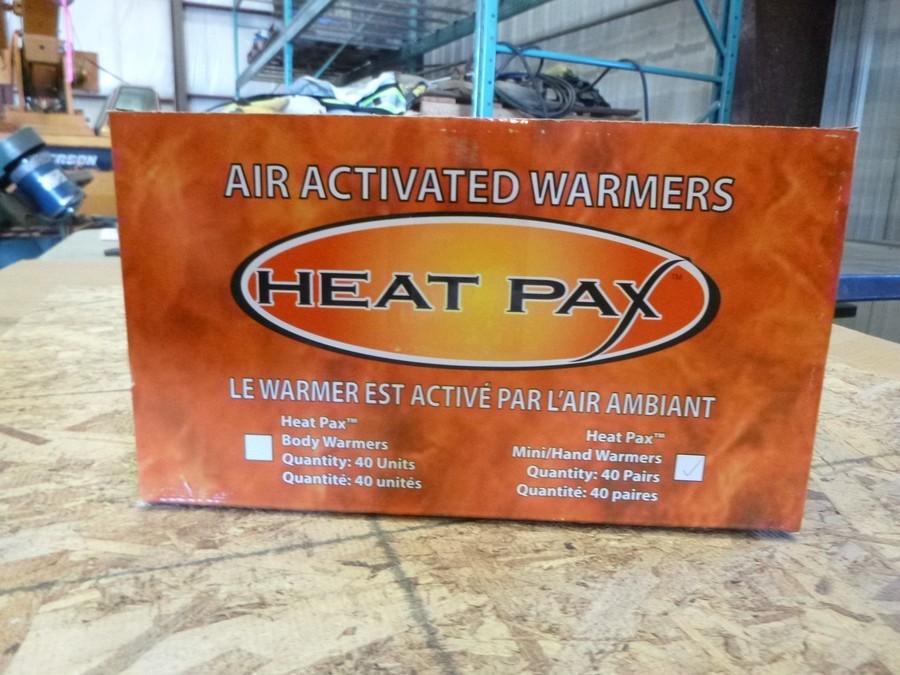 AIR ACTIVATED WARMERS
HEAT PAX™
LE WARMER EST ACTIVÉ PAR L'AIR AMBIANT
Heat Pax™
Body Warmers
Quantity: 40 Units
Quantité: 40 unités
Heat Pax™
Mini/Hand Warmers
Quantity: 40 Pairs
Quantité: 40 paires